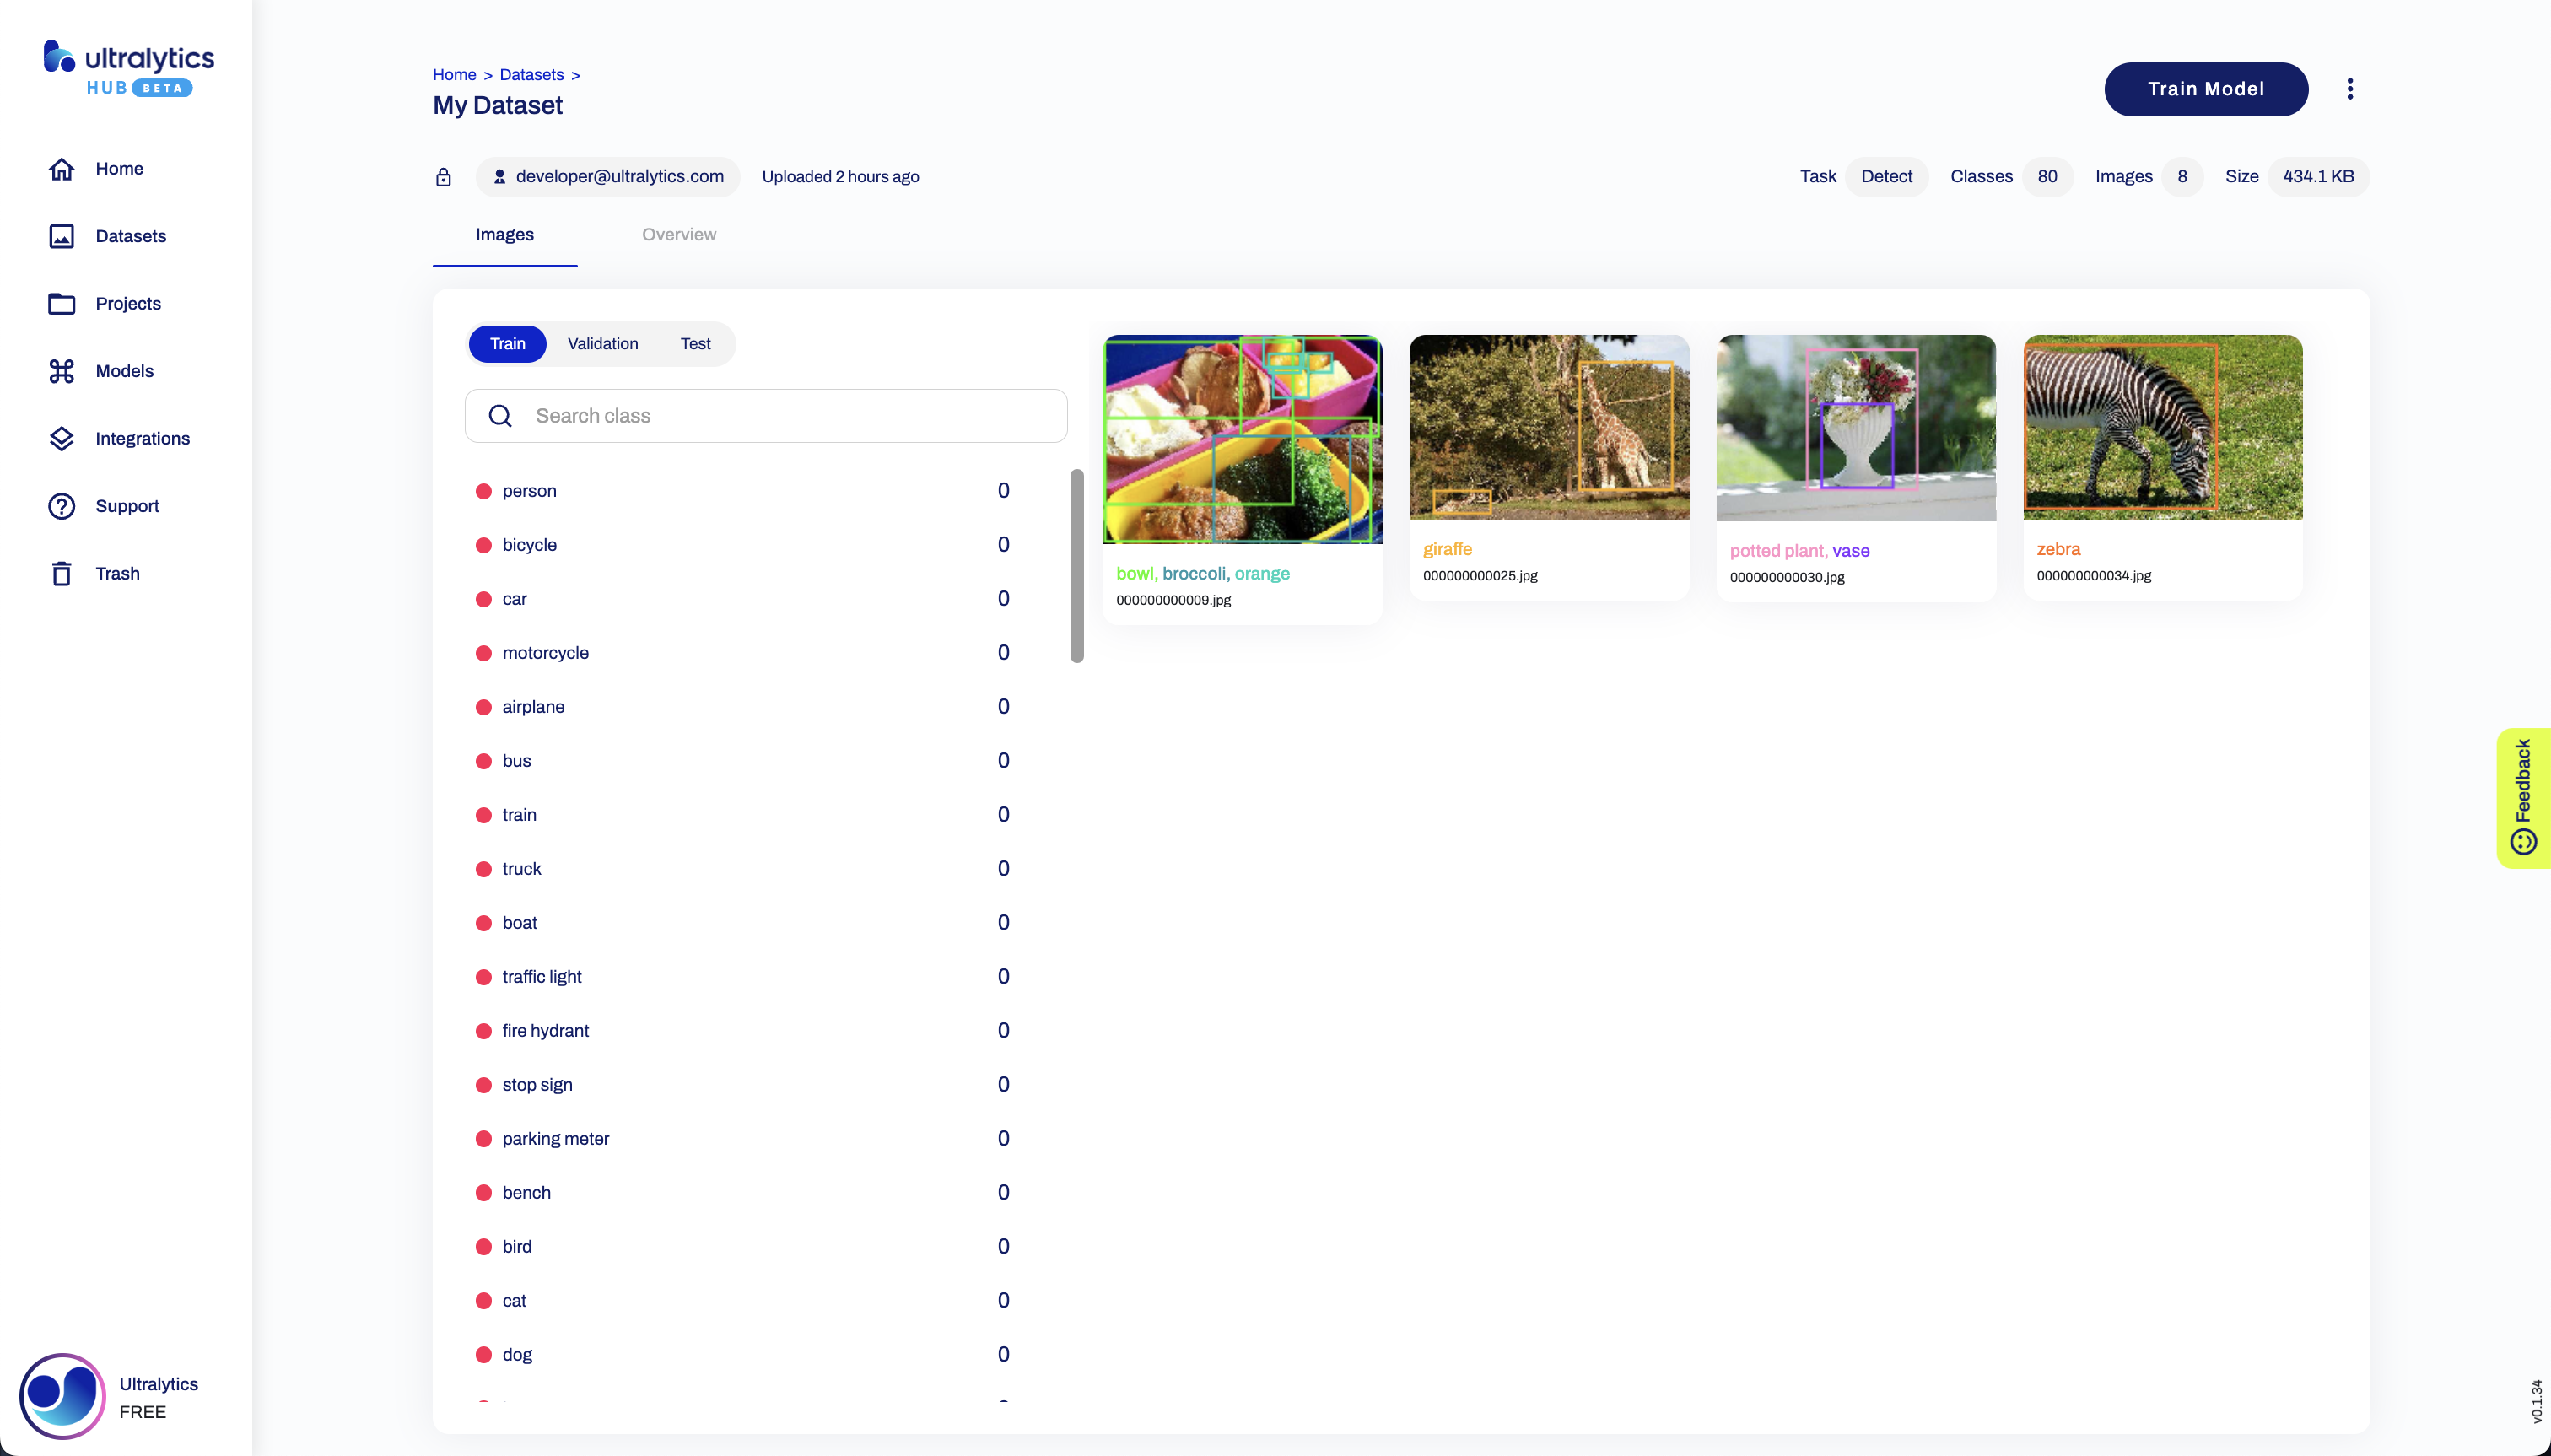 ultralytics
HUB BETA
Home
Datasets
Projects
Models
Integrations
Support
Trash
Ultralytics
FREE
Home > Datasets >
My Dataset
Train Model
developer@ultralytics.com Uploaded 2 hours ago
Task Detect Classes 80 Images 8 Size 434.1 KB
Images Overview
Train Validation Test
Search class
person 0
bicycle 0
car 0
motorcycle 0
airplane 0
bus 0
train 0
truck 0
boat 0
traffic light 0
fire hydrant 0
stop sign 0
parking meter 0
bench 0
bird 0
cat 0
dog 0
bowl, broccoli, orange
000000000009.jpg
giraffe
000000000025.jpg
potted plant, vase
000000000030.jpg
zebra
000000000034.jpg
Feedback
v0.1.34